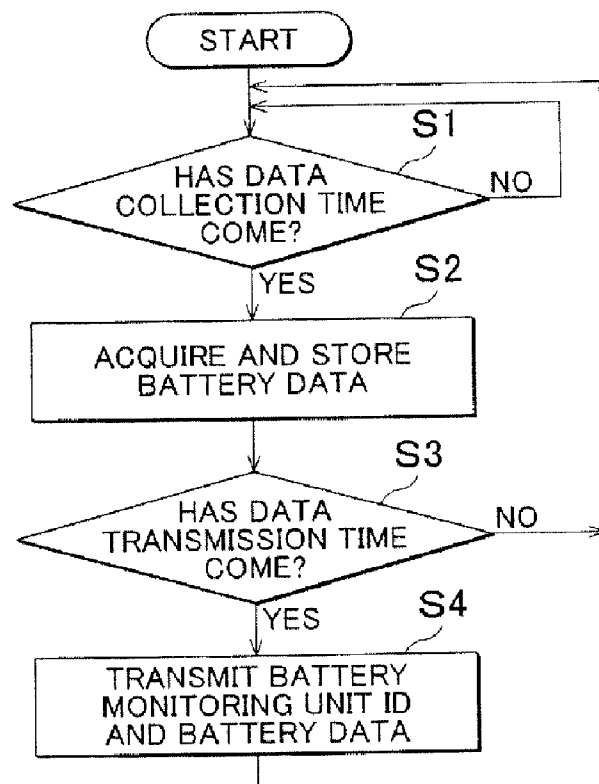 START
S1
HAS DATA
COLLECTION TIME
COME?
NO
YES
S2
ACQUIRE AND STORE
BATTERY DATA
S3
HAS DATA
TRANSMISSION TIME
COME?
NO
YES
S4
TRANSMIT BATTERY
MONITORING UNIT ID
AND BATTERY DATA